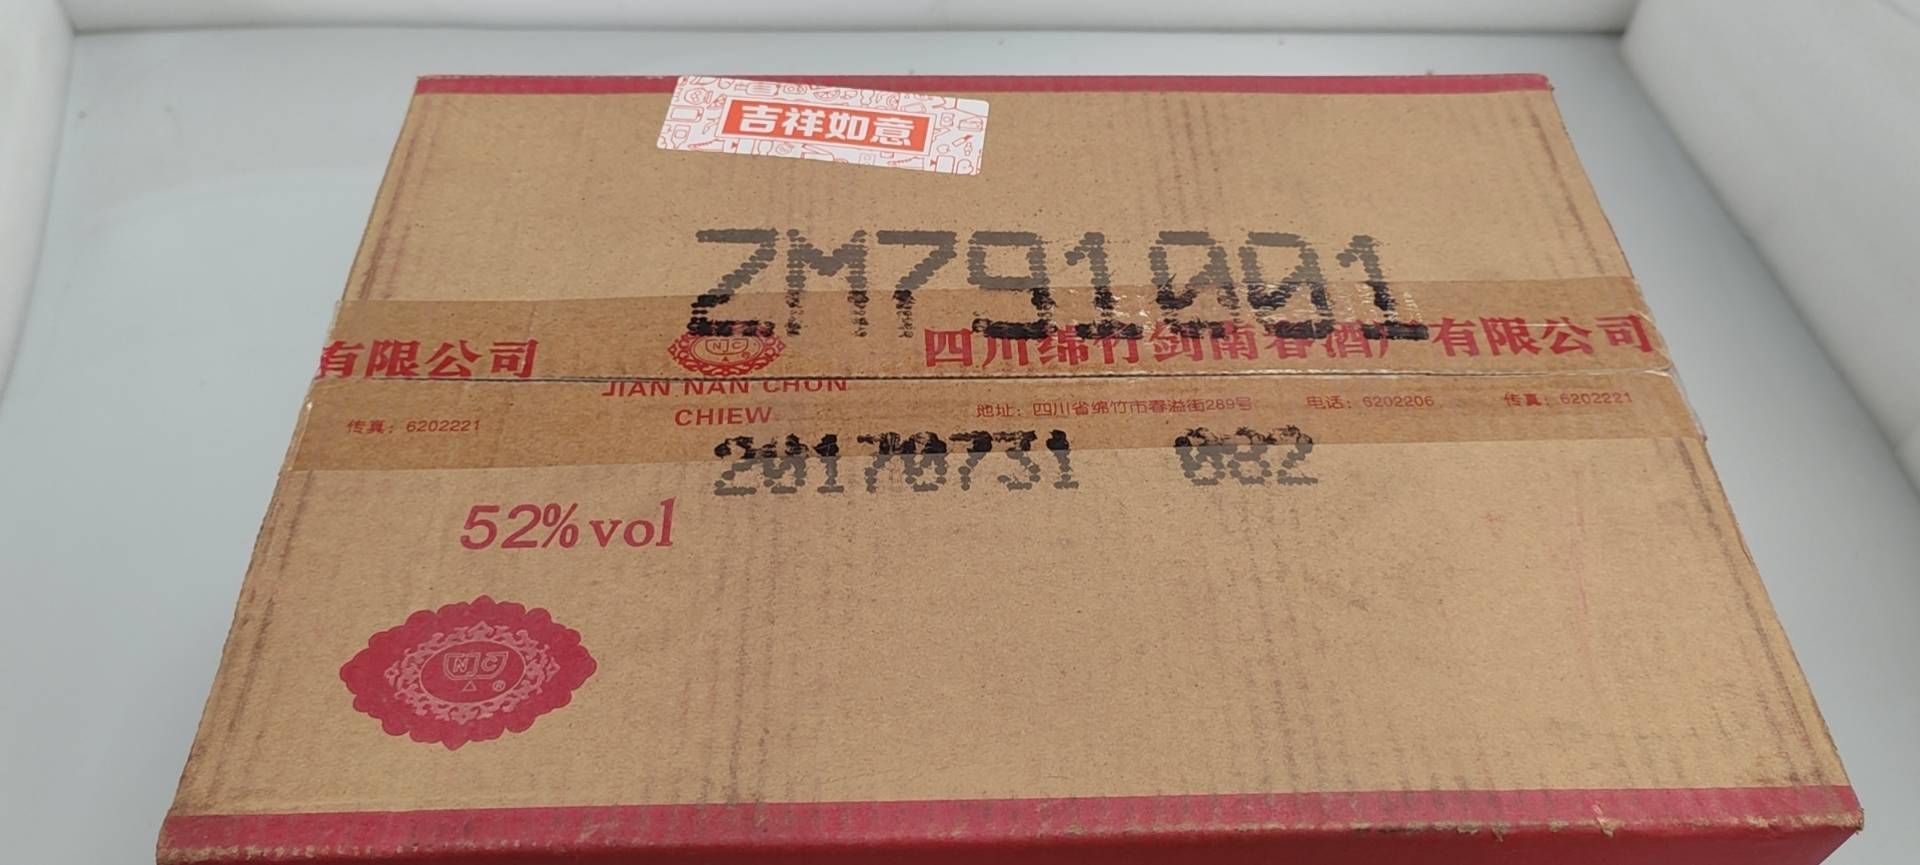 吉祥如意
ZM791001
有限公司
四川绵竹剑南春酒厂有限公司
NJC
®
JIAN NAN CHUN
CHIEW
传真：6202221
地址：四川省绵竹市春溢街289号
电话：6202206
传真：6202221
20170731 082
52%vol
NJC
®